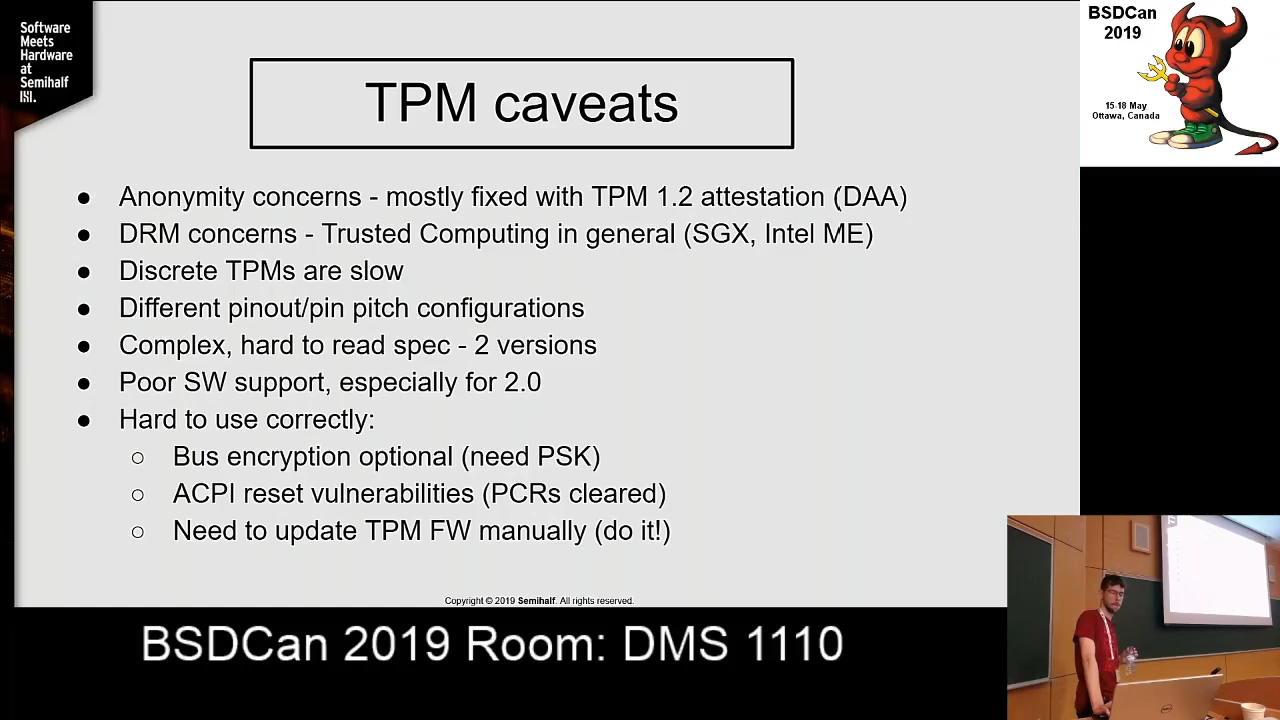 Software
Meets
Hardware
at
Semihalf
TPM caveats
● Anonymity concerns - mostly fixed with TPM 1.2 attestation (DAA)
● DRM concerns - Trusted Computing in general (SGX, Intel ME)
● Discrete TPMs are slow
● Different pinout/pin pitch configurations
● Complex, hard to read spec - 2 versions
● Poor SW support, especially for 2.0
● Hard to use correctly:
○ Bus encryption optional (need PSK)
○ ACPI reset vulnerabilities (PCRs cleared)
○ Need to update TPM FW manually (do it!)
Copyright © 2019 Semihalf. All rights reserved.
BSDCan
2019
15-18 May
Ottawa, Canada
BSDCan 2019 Room: DMS 1110